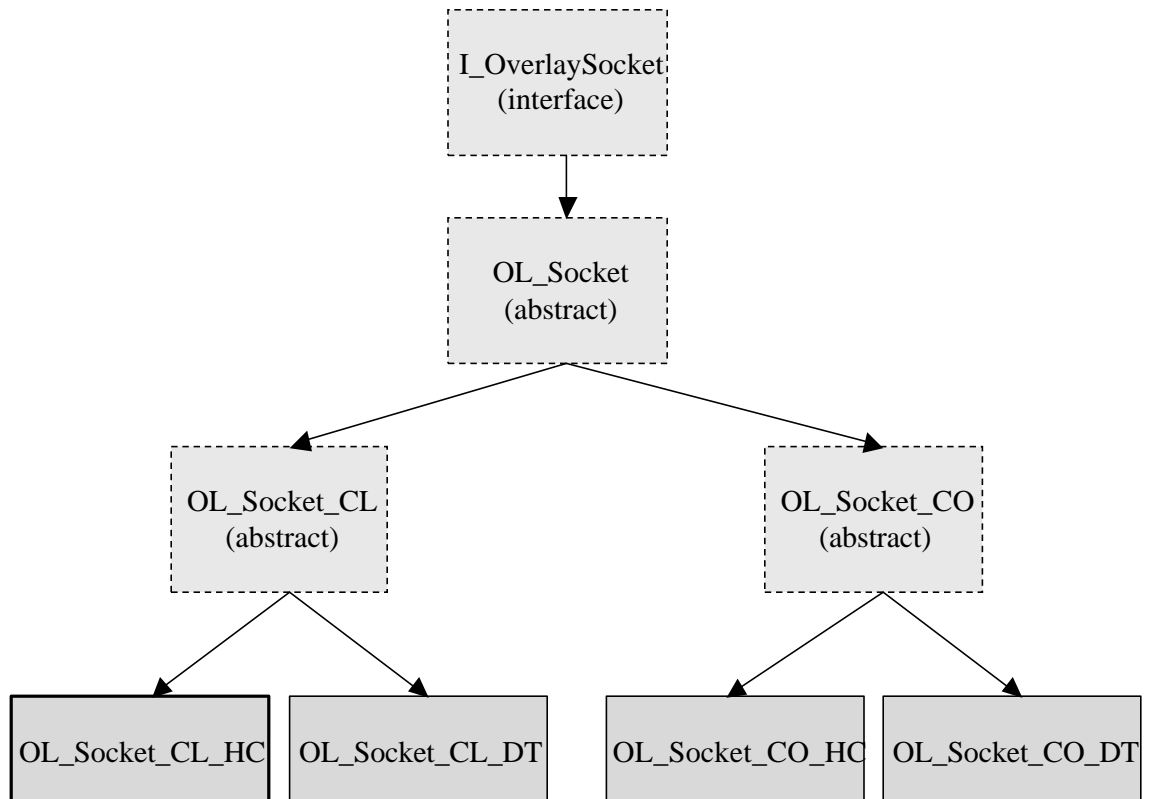 I_OverlaySocket
(interface)
OL_Socket
(abstract)
OL_Socket_CL
(abstract)
OL_Socket_CO
(abstract)
OL_Socket_CL_HC
OL_Socket_CL_DT
OL_Socket_CO_HC
OL_Socket_CO_DT